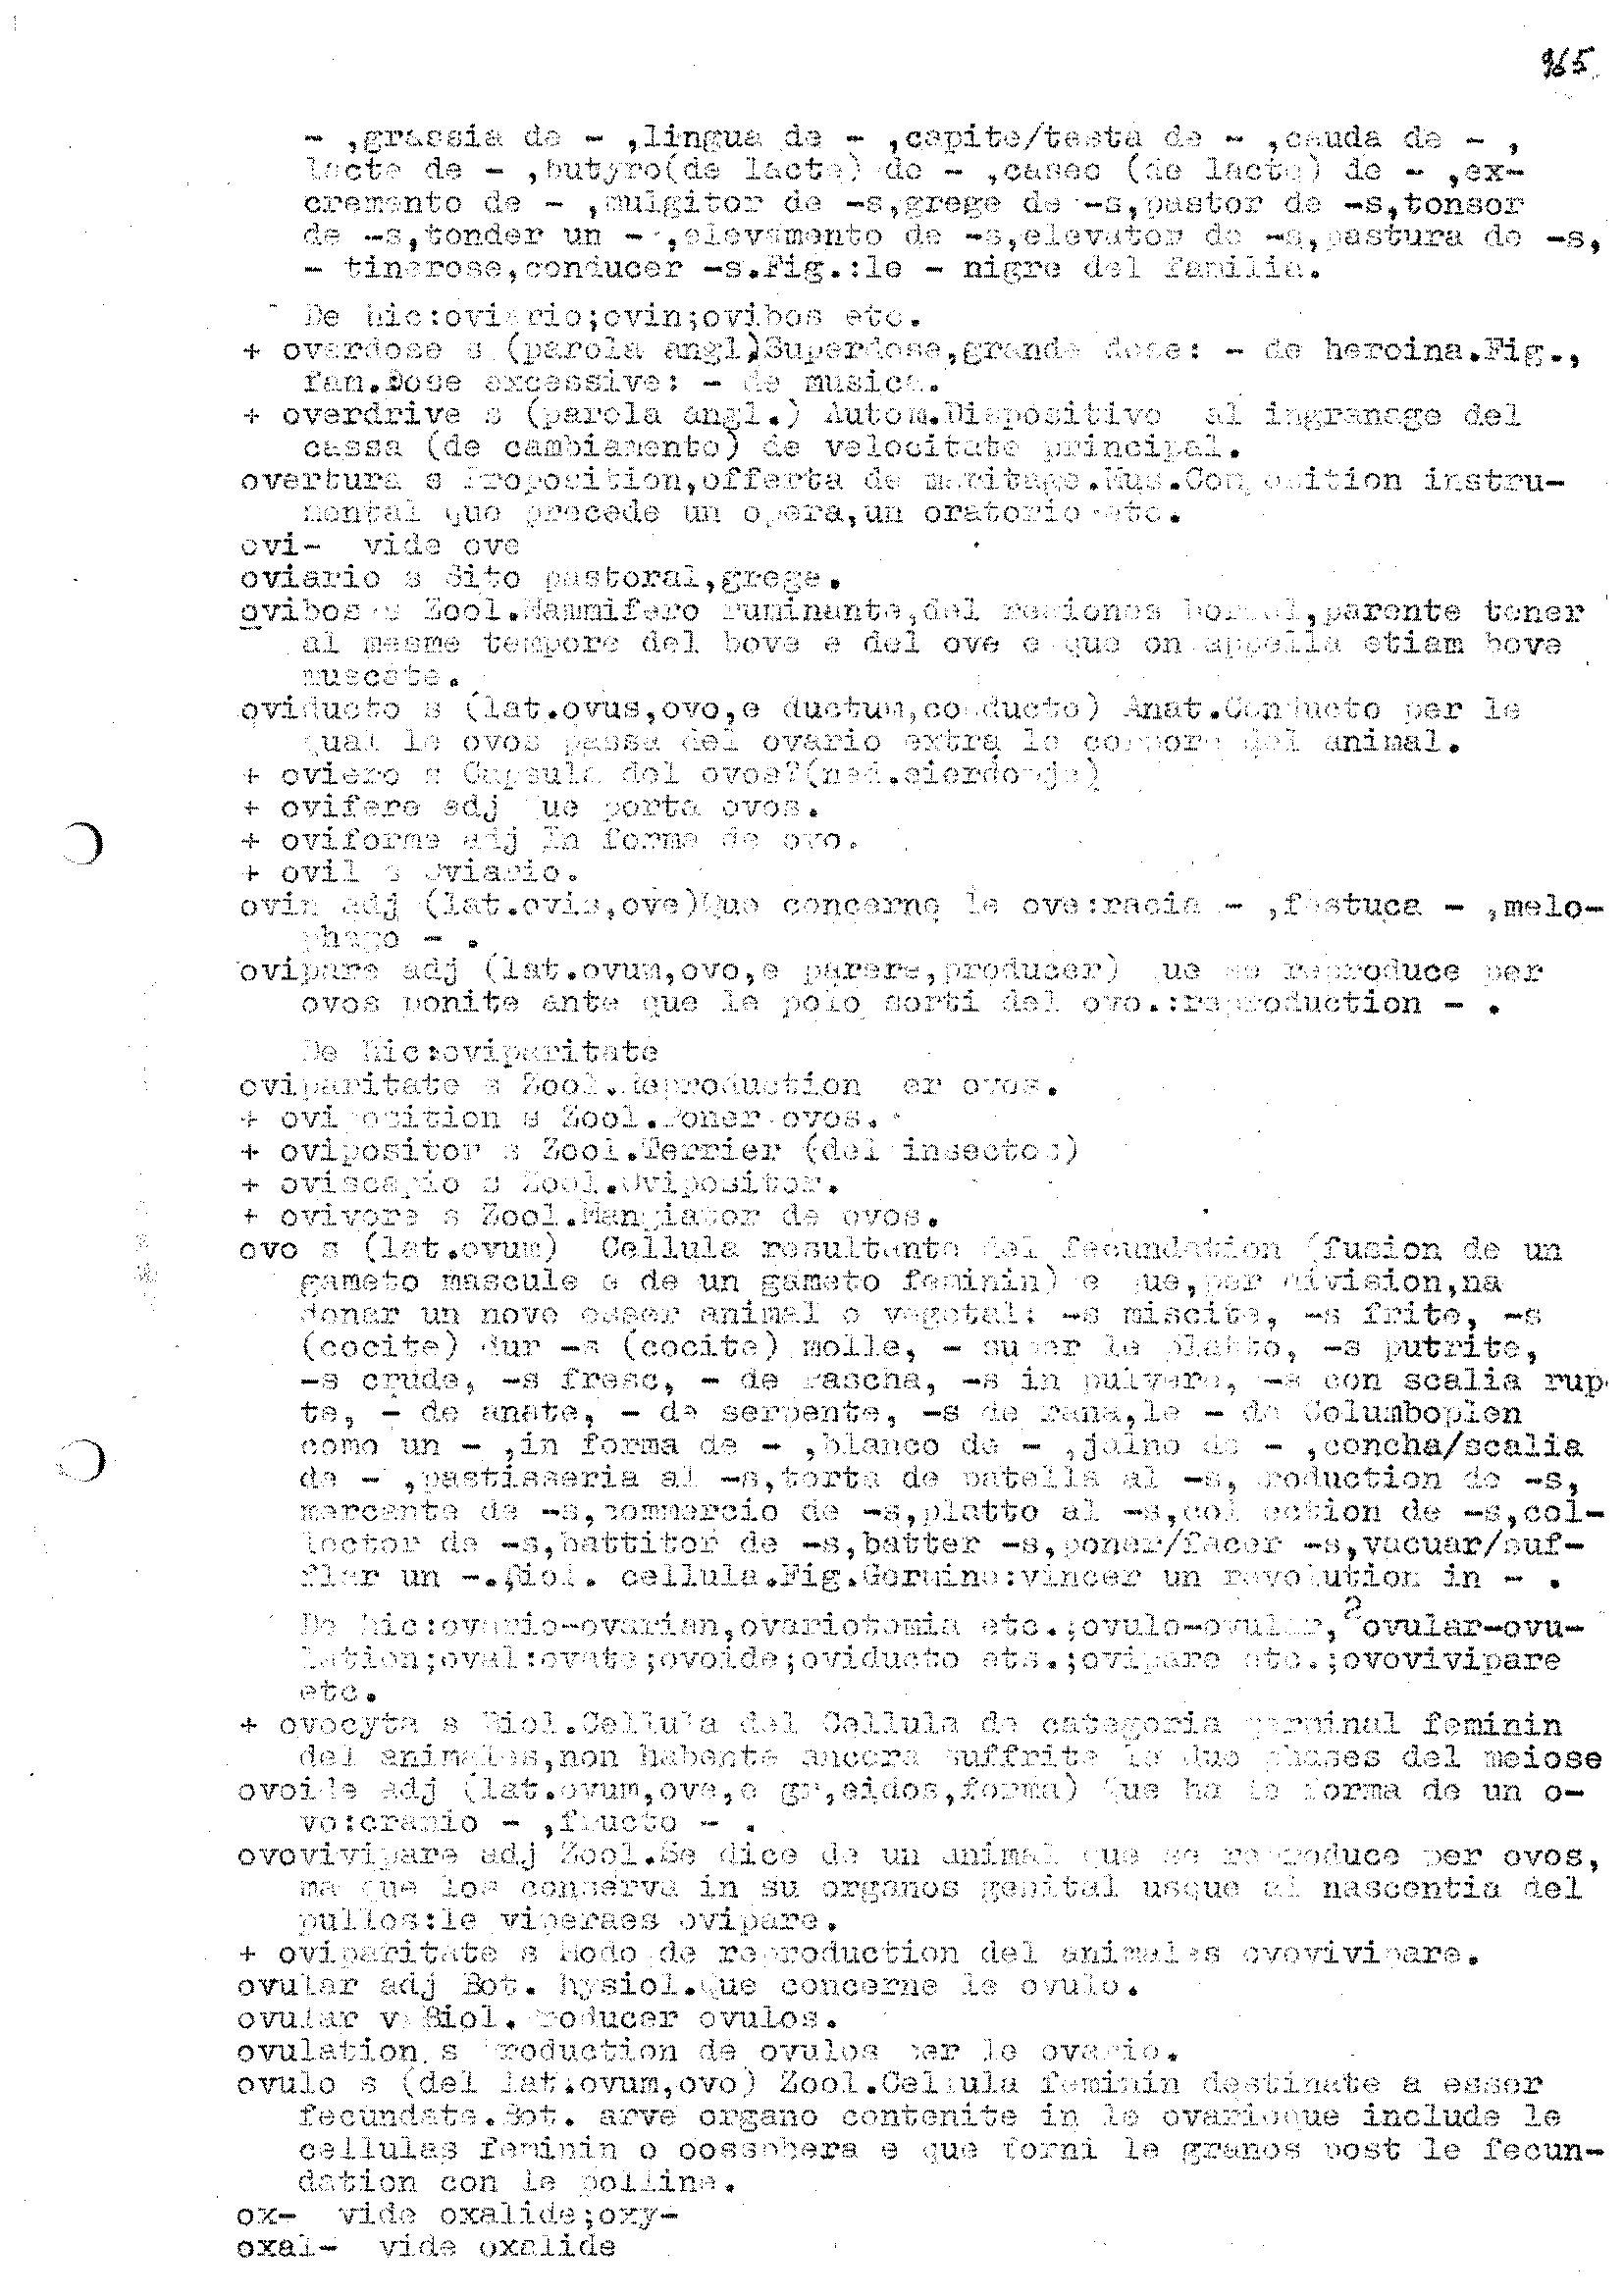 965
- ,grassia de - ,lingua de - ,capite/testa de - ,cauda de - ,
lacte de - ,butyro(de lacte) de - ,caseo (de lacte) de - ,ex-
cremento de - ,mulgitor de -s,grege de -s,pastor de -s,tonsor
de -s,tonder un - ,elevamento de -s,elevator de -s,pastura de -s,
- tinerose,conducer -s.Fig.:le - nigre del familia.
De hic:oviario;ovin;ovibos etc.
+ overdose s (parola angl)Superdose,grande dose: - de heroina.Fig.,
fam.Dose excessive: - de musica.
+ overdrive s (parola angl.) Autom.Dispositivo al ingranage del
cassa (de cambiamento) de velocitate principal.
overtura s Proposition,offerta de maritage.Mus.Composition instru-
mental que precede un opera,un oratorio etc.
ovi- vide ove
oviario s Sito pastoral,grege.
ovibos s Zool.Mammifero ruminante,del regiones boreal,parente tener
al mesme tempore del bove e del ove e que on appella etiam bove
muscate.
oviducto s (lat.ovus,ovo,e ductum,conducto) Anat.Conducto per le
qual le ovos passa del ovario extra le corpore del animal.
+ oviero s Capsula del ovos?(ned.eierdopje)
+ ovifere adj Que porta ovos.
+ oviforme adj In forma de ovo.
+ ovil s Oviario.
ovin adj (lat.ovis,ove)Que concerne le ove:racia - ,festuca - ,melo-
phago - .
ovipare adj (lat.ovum,ovo,e parere,producer) Que se reproduce per
ovos ponite ante que le polo sorti del ovo.:reproduction - .
De hic:oviparitate
oviparitate s Zool.Reproduction per ovos.
+ oviposition s Zool.Poner ovos.
+ ovipositor s Zool.Terrier (del insectos)
+ oviscapio s Zool.Ovipositor.
+ ovivore s Zool.Mangiator de ovos.
ovo s (lat.ovum) Cellula resultante del fecundation (fusion de un
gameto mascule e de un gameto feminin) e que,per division,na
donar un nove esser animal o vegetal: -s miscite, -s frite, -s
(cocite) dur -s (cocite) molle, - super le platto, -s putrite,
-s crude, -s fresc, - de Pascha, -s in pulvere, -s con scalia rup-
te, - de anate, - de serpente, -s de rana,le - de Columboplen
como un - ,in forma de - ,blanco de - ,jalno de - ,concha/scalia
de - ,pastisseria al -s,torta de patella al -s, production de -s,
mercante de -s,commercio de -s,platto al -s,collection de -s,col-
lector de -s,battitor de -s,batter -s,poner/facer -s,vacuar/suf-
flar un -.Biol. cellula.Fig.Germine:vincer un revolution in - .
De hic:ovario-ovarian,ovariotomia etc.;ovulo-ovular, ?ovular-ovu-
lation;oval:ovate;ovoide;oviducto ets.;ovipare etc.;ovovivipare
etc.
+ ovocyta s Biol.Cellula del Cellula de categoria germinal feminin
del animales,non habente ancora suffrite le duo phases del meiose
ovoide adj (lat.ovum,ove,e gr,eidos,forma) Que ha le forma de un o-
vo:cranio - ,fructo - .
ovovivipare adj Zool.Se dice de un animal que se reproduce per ovos,
ma que los conserva in su organos genital usque al nascentia del
pullos:le viperaes ovipare.
+ oviparitate s Modo de reproduction del animales ovovivipare.
ovular adj Bot. hysiol.Que concerne le ovulo.
ovular v Biol. Producer ovulos.
ovulation s Production de ovulos per le ovario.
ovulo s (del lat.ovum,ovo) Zool.Cellula feminin destinate a esser
fecundate.Bot. arve organo contenite in le ovarioque include le
cellulas feminin o oosphera e que forni le granos post le fecun-
dation con le polline.
ox- vide oxalide;oxy-
oxal- vide oxalide